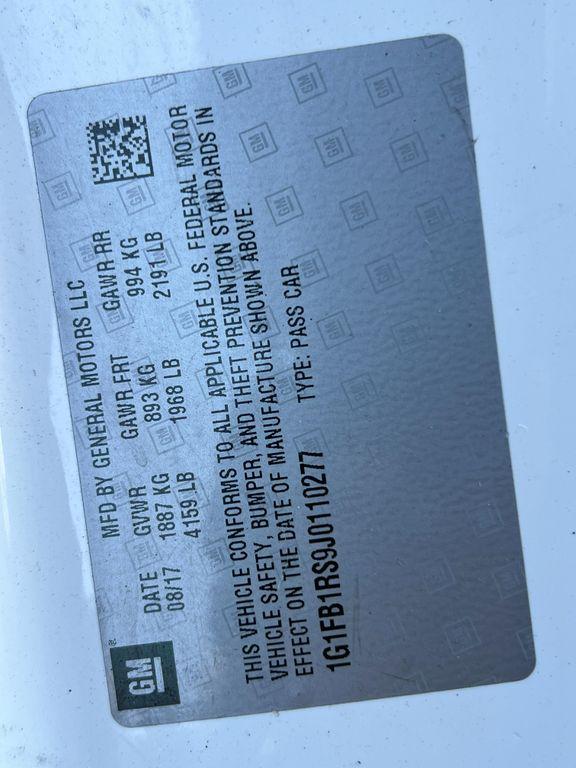 GM®
MFD BY GENERAL MOTORS LLC
DATE GVWR GAWR FRT GAWR RR
08/17 1887 KG 893 KG 994 KG
4159 LB 1968 LB 2191 LB
THIS VEHICLE CONFORMS TO ALL APPLICABLE U.S. FEDERAL MOTOR
VEHICLE SAFETY, BUMPER, AND THEFT PREVENTION STANDARDS IN
EFFECT ON THE DATE OF MANUFACTURE SHOWN ABOVE.
1G1FB1RS9J0110277 TYPE: PASS CAR